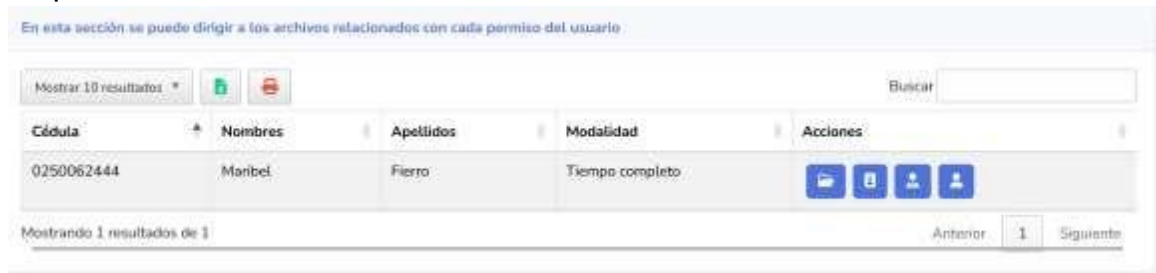 En esta sección se puede dirigir a los archivos relacionados con cada permiso del usuario
Mostrar 10 resultados Buscar
Cédula Nombres Apellidos Modalidad Acciones
0250062444 Maribel Fierro Tiempo completo
Mostrando 1 resultados de 1 Anterior 1 Siguiente